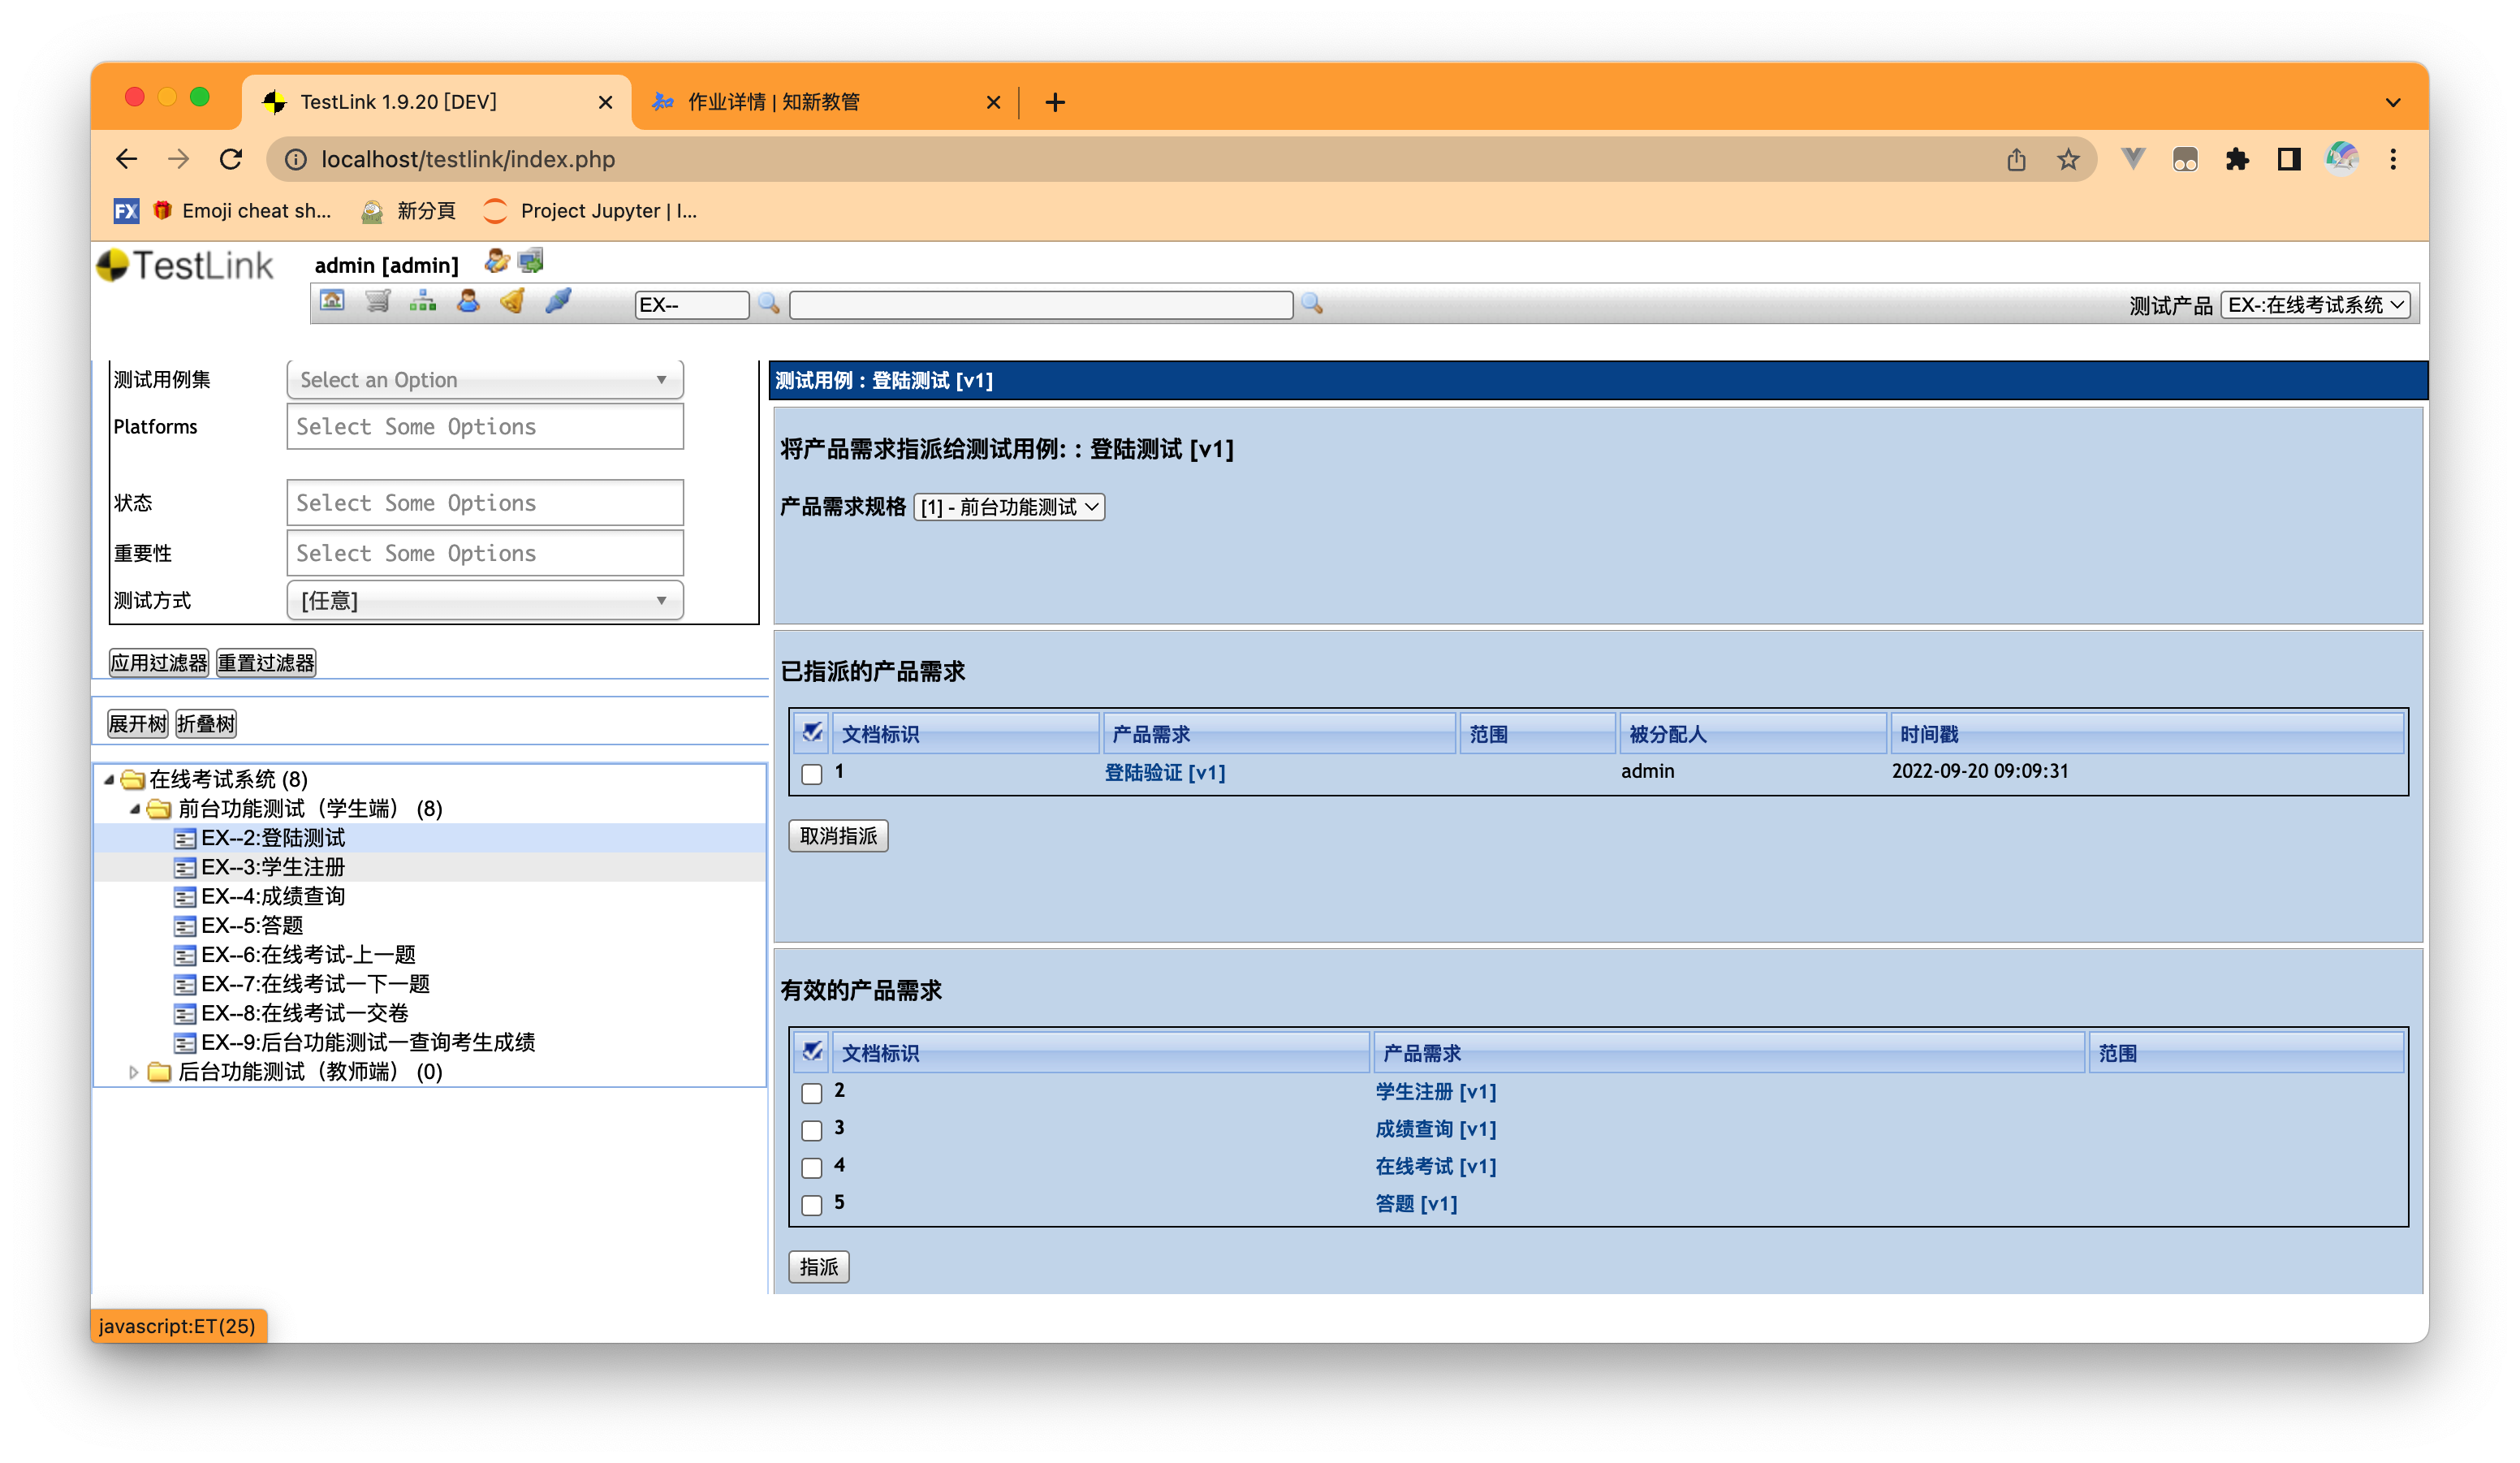 TestLink 1.9.20 [DEV]
作业详情 | 知新教管
localhost/testlink/index.php
FX
Emoji cheat sh...
新分頁
Project Jupyter | I...
TestLink
admin [admin]
EX--
测试产品 EX-:在线考试系统
测试用例集 Select an Option
Platforms Select Some Options
状态 Select Some Options
重要性 Select Some Options
测试方式 [任意]
应用过滤器 重置过滤器
展开树 折叠树
在线考试系统 (8)
前台功能测试（学生端） (8)
EX--2:登陆测试
EX--3:学生注册
EX--4:成绩查询
EX--5:答题
EX--6:在线考试-上一题
EX--7:在线考试一下一题
EX--8:在线考试一交卷
EX--9:后台功能测试一查询考生成绩
后台功能测试（教师端） (0)
测试用例 : 登陆测试 [v1]
将产品需求指派给测试用例: : 登陆测试 [v1]
产品需求规格 [1] - 前台功能测试
已指派的产品需求
文档标识 产品需求 范围 被分配人 时间戳
1 登陆验证 [v1] admin 2022-09-20 09:09:31
取消指派
有效的产品需求
文档标识 产品需求 范围
2 学生注册 [v1]
3 成绩查询 [v1]
4 在线考试 [v1]
5 答题 [v1]
指派
javascript:ET(25)